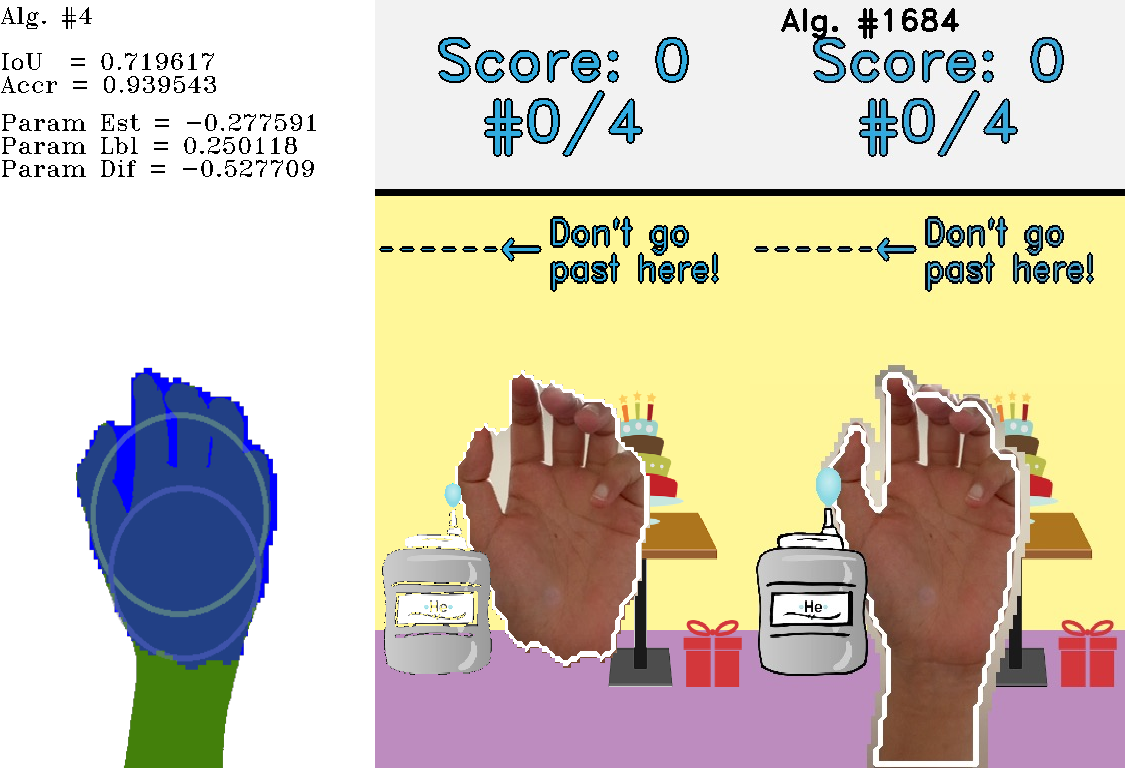 Alg. #4
IoU = 0.719617
Accr = 0.939543
Param Est = -0.277591
Param Lbl = 0.250118
Param Dif = -0.527709
Score: 0
#0/4
------← Don't go
past here!
He
Alg. #1684
Score: 0
#0/4
------← Don't go
past here!
He